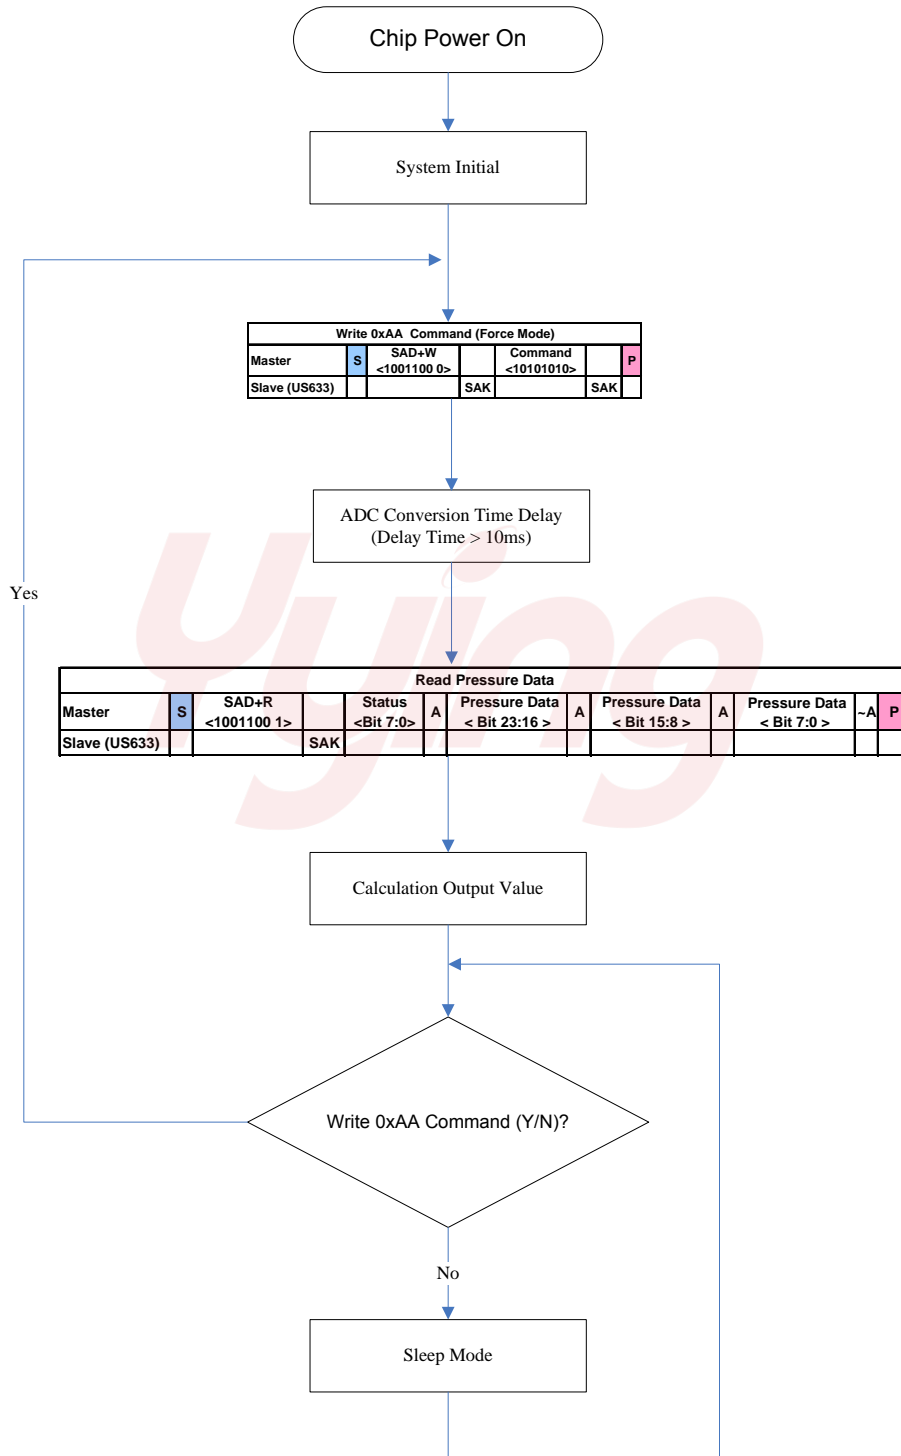 Chip Power On
System Initial
Write 0xAA  Command (Force Mode)
Master S SAD+W <1001100 0> Command <10101010> P
Slave (US633) SAK SAK
ADC Conversion Time Delay
(Delay Time > 10ms)
Yes
Yying
Read Pressure Data
Master S SAD+R <1001100 1> Status <Bit 7:0> A Pressure Data < Bit 23:16 > A Pressure Data < Bit 15:8 > A Pressure Data < Bit 7:0 > ~A P
Slave (US633) SAK
Calculation Output Value
Write 0xAA Command (Y/N)?
No
Sleep Mode